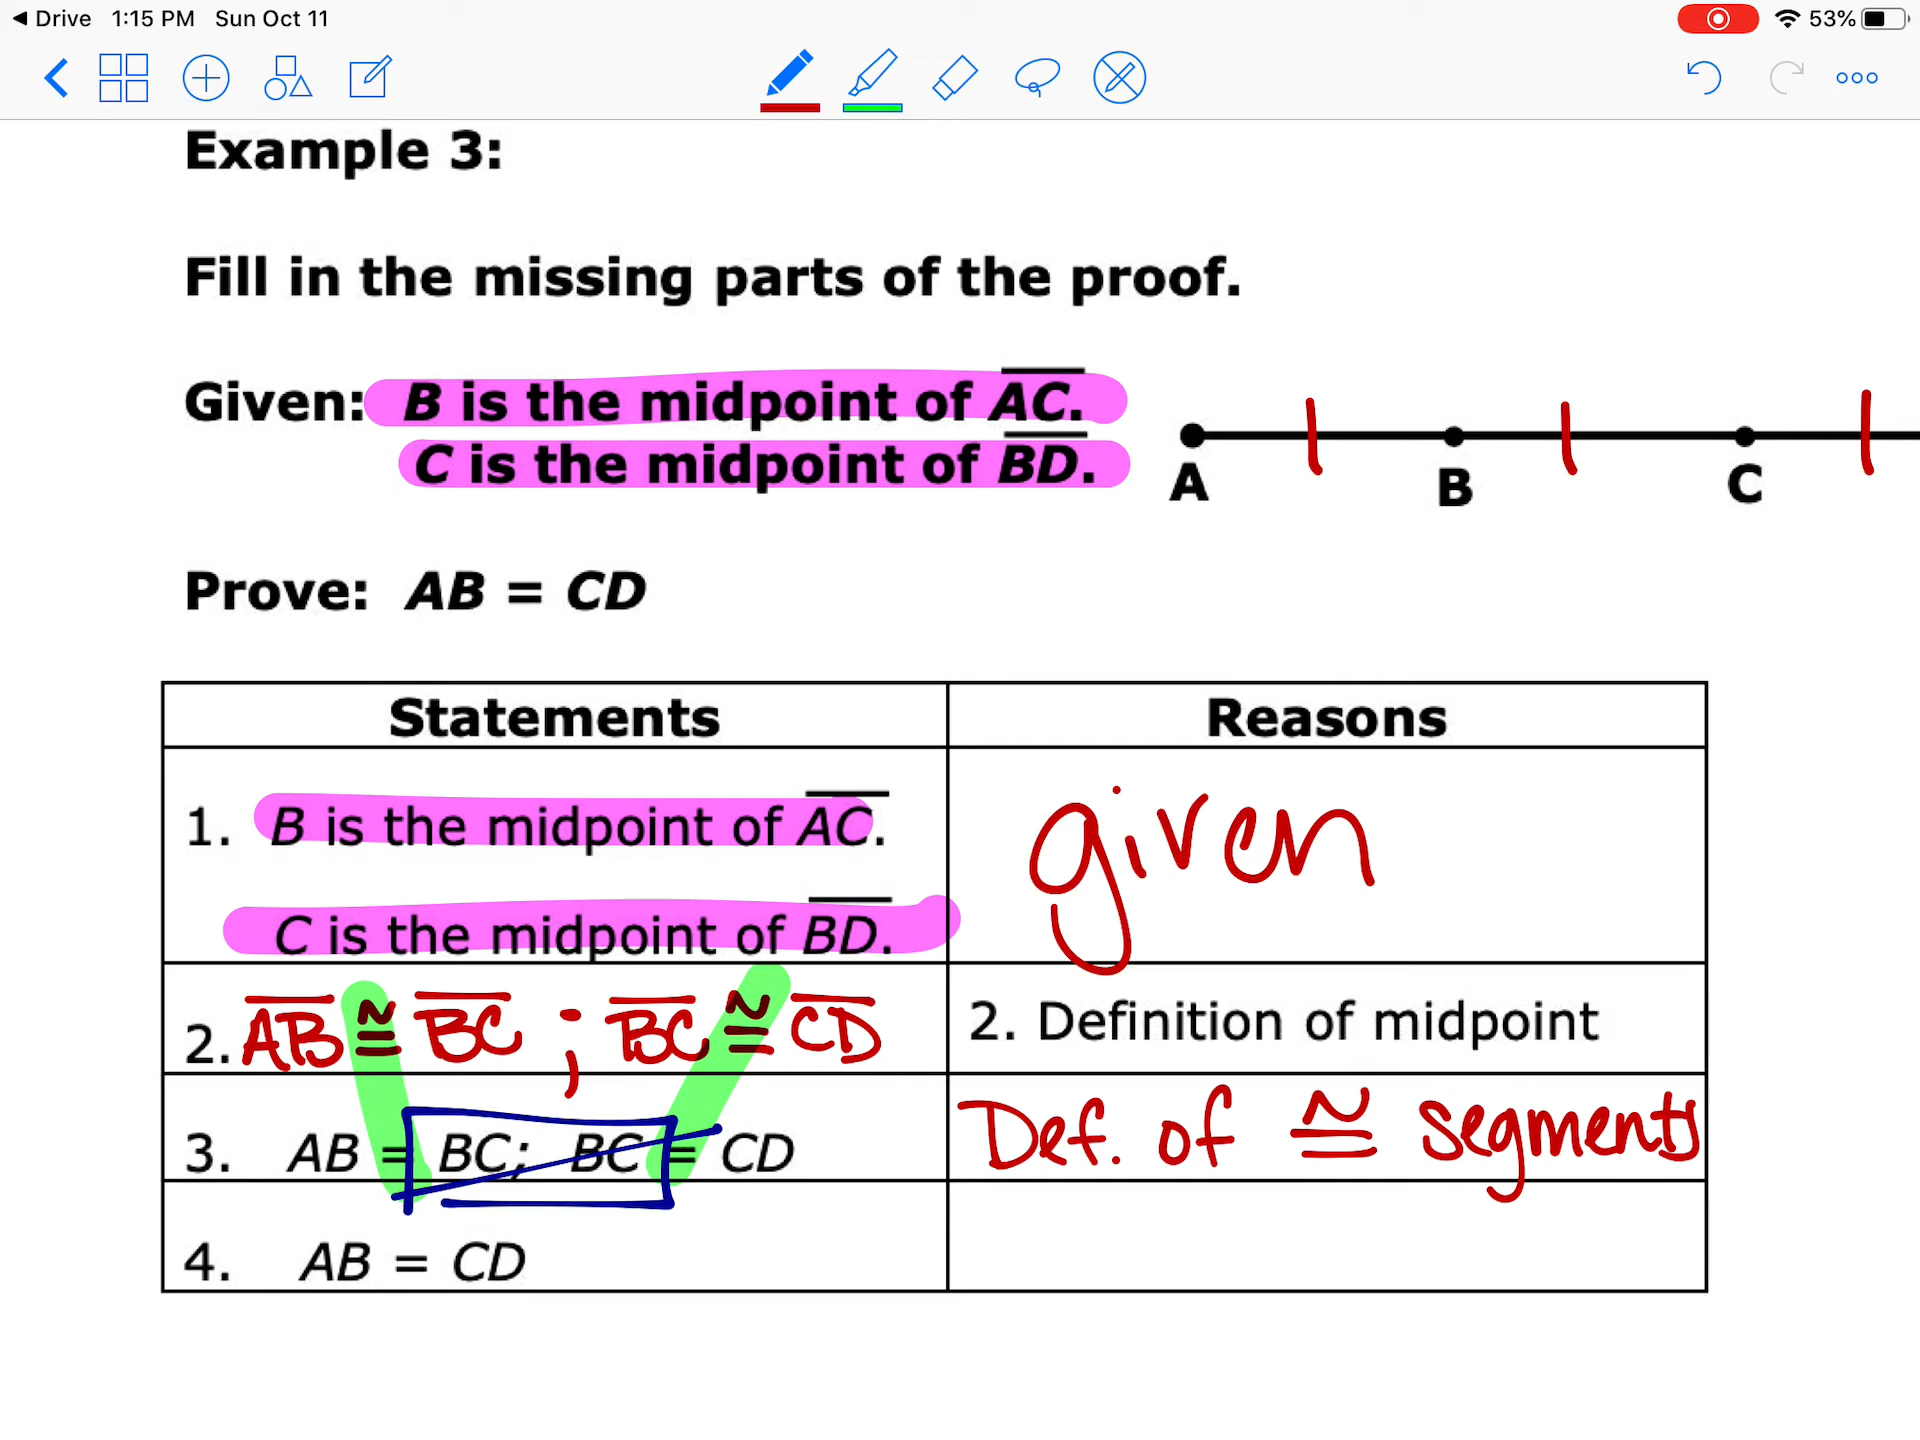 Drive 1:15 PM Sun Oct 11 53%
Example 3:
Fill in the missing parts of the proof.
Given: B is the midpoint of AC.
C is the midpoint of BD.
A B C
Prove: AB = CD
Statements Reasons
1. B is the midpoint of AC. given
C is the midpoint of BD.
2. AB ≅ BC ; BC ≅ CD 2. Definition of midpoint
3. AB = BC; BC = CD Def. of ≅ segments
4. AB = CD